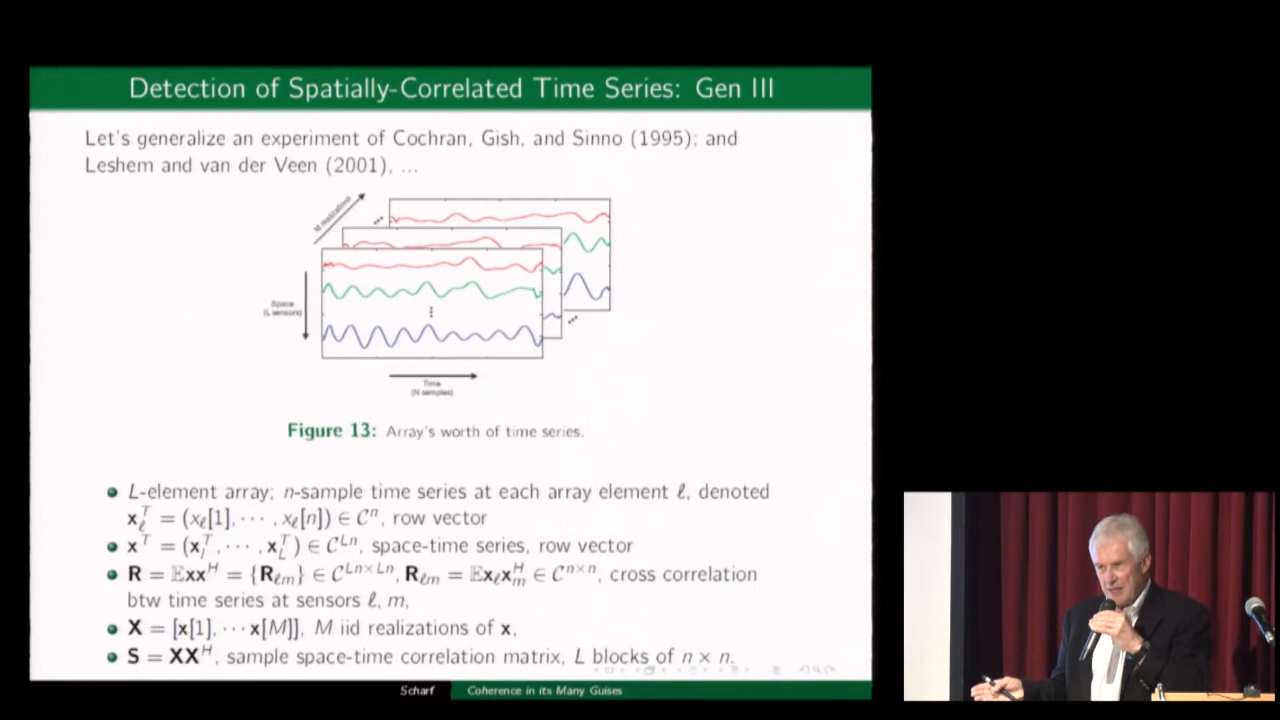 Detection of Spatially-Correlated Time Series: Gen III
Let's generalize an experiment of Cochran, Gish, and Sinno (1995); and
Leshem and van der Veen (2001), ...
M realizations
Space
(L sensors)
Time
(N samples)
Figure 13: Array's worth of time series.
L-element array; n-sample time series at each array element ℓ, denoted
x_ℓ^T = (x_ℓ[1], ⋯ , x_ℓ[n]) ∈ C^n, row vector
x^T = (x_1^T, ⋯ , x_L^T) ∈ C^{Ln}, space-time series, row vector
R = 𝔼xx^H = {R_{ℓm}} ∈ C^{Ln×Ln}, R_{ℓm} = 𝔼x_ℓx_m^H ∈ C^{n×n}, cross correlation
btw time series at sensors ℓ, m,
X = [x[1], ⋯ x[M]], M iid realizations of x,
S = XX^H, sample space-time correlation matrix, L blocks of n × n.
Scharf Coherence in its Many Guises